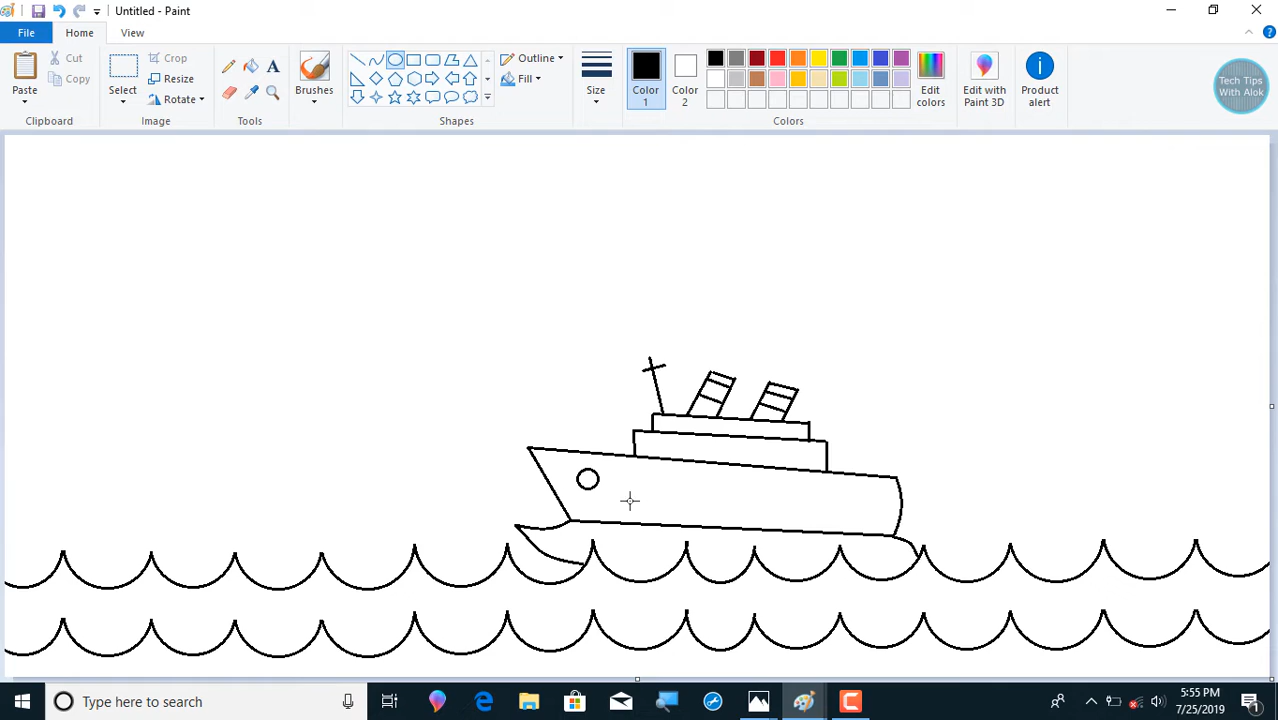 Untitled - Paint
File Home View
Paste
Cut
Copy
Clipboard
Select
Crop
Resize
Rotate
Image
A
Tools
Brushes
Outline
Fill
Shapes
Size
Color 1
Color 2
Edit colors
Colors
Edit with Paint 3D
Product alert
Tech Tips With Alok
Type here to search
5:55 PM
7/25/2019
1